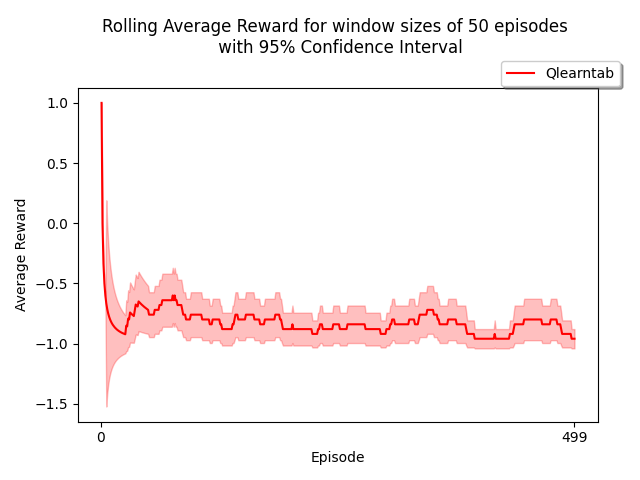 Rolling Average Reward for window sizes of 50 episodes
with 95% Confidence Interval
Qlearntab
1.0
0.5
0.0
−0.5
−1.0
−1.5
Average Reward
0
499
Episode